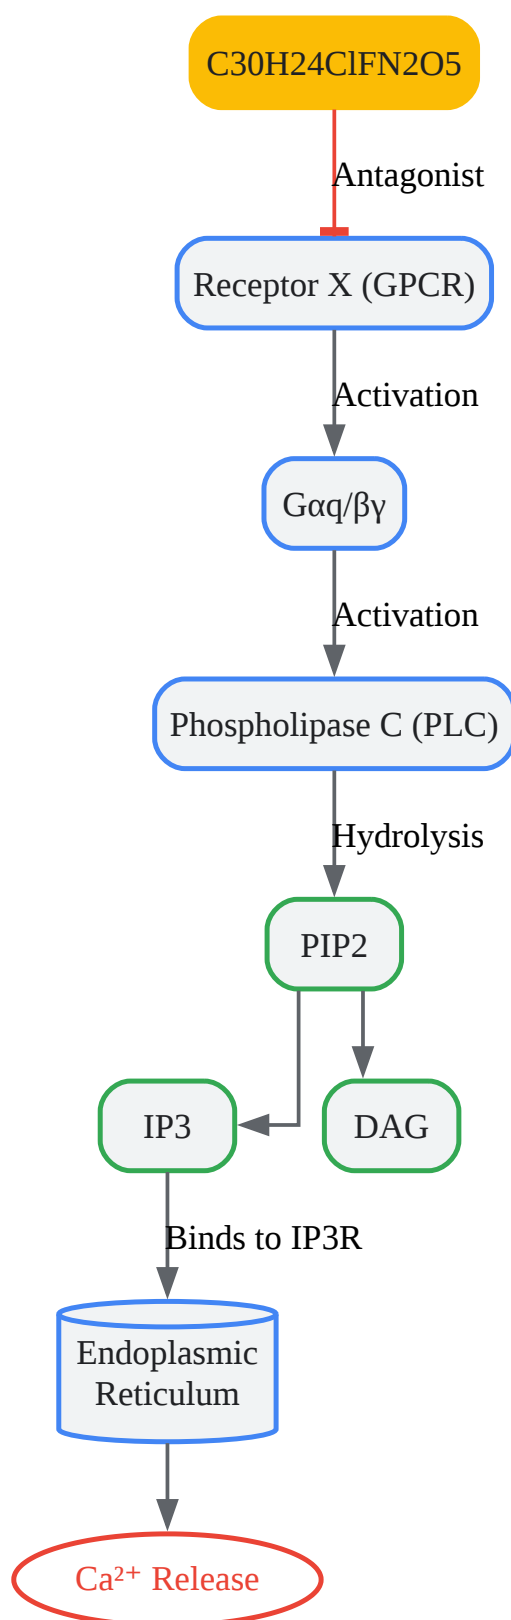 C30H24ClFN2O5
Antagonist
Receptor X (GPCR)
Activation
Gαq/βγ
Activation
Phospholipase C (PLC)
Hydrolysis
PIP2
IP3
DAG
Binds to IP3R
Endoplasmic
Reticulum
Ca²⁺ Release